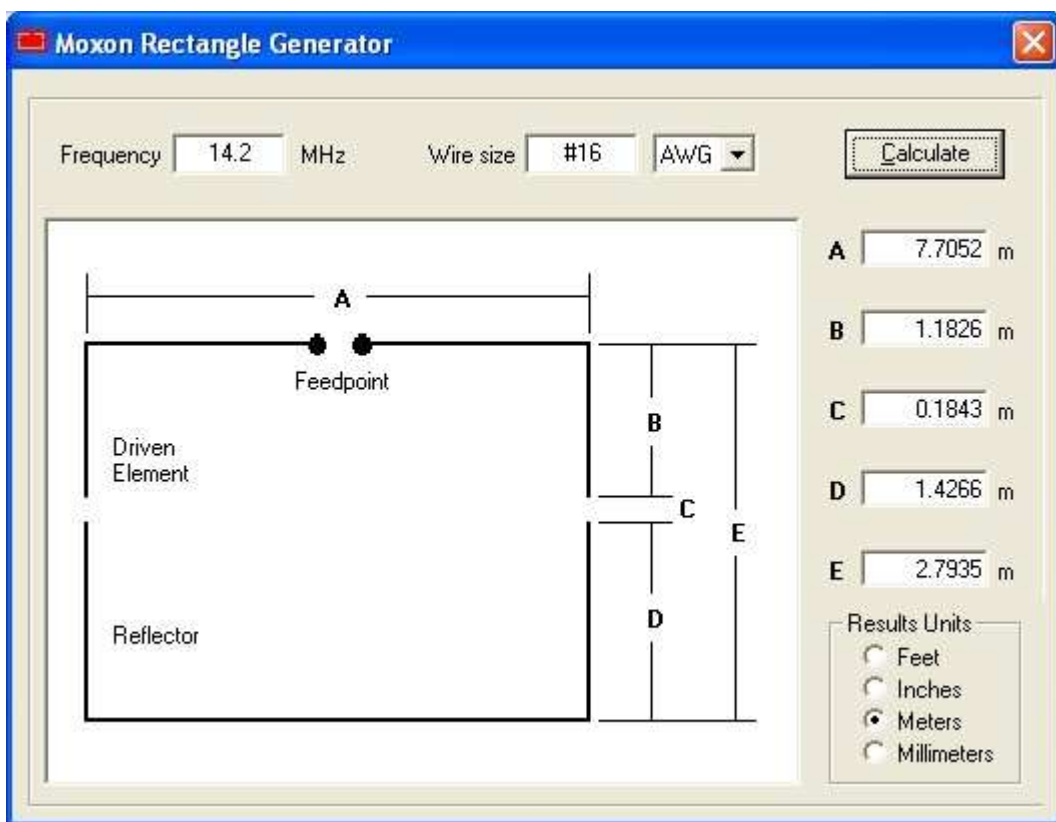 Moxon Rectangle Generator
Frequency 14.2 MHz Wire size #16 AWG Calculate
A 7.7052 m
B 1.1826 m
C 0.1843 m
D 1.4266 m
E 2.7935 m
A
Feedpoint
Driven
Element
B
C
E
D
Reflector
Results Units
Feet
Inches
Meters
Millimeters